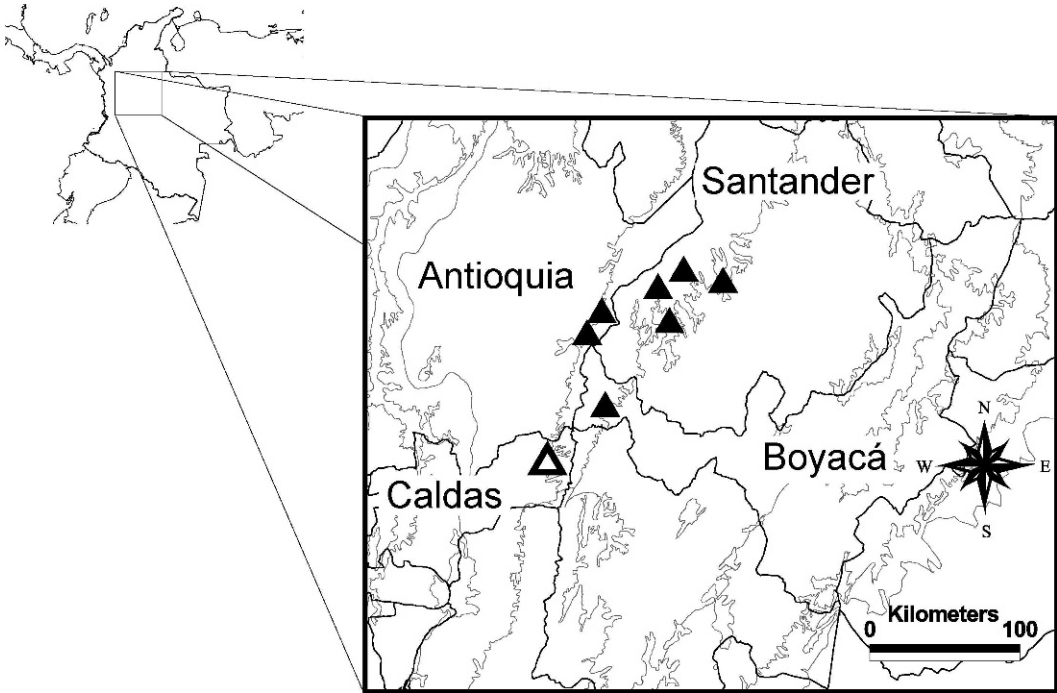 Santander
Antioquia
Boyacá
Caldas
N
W
E
S
Kilometers
0 100